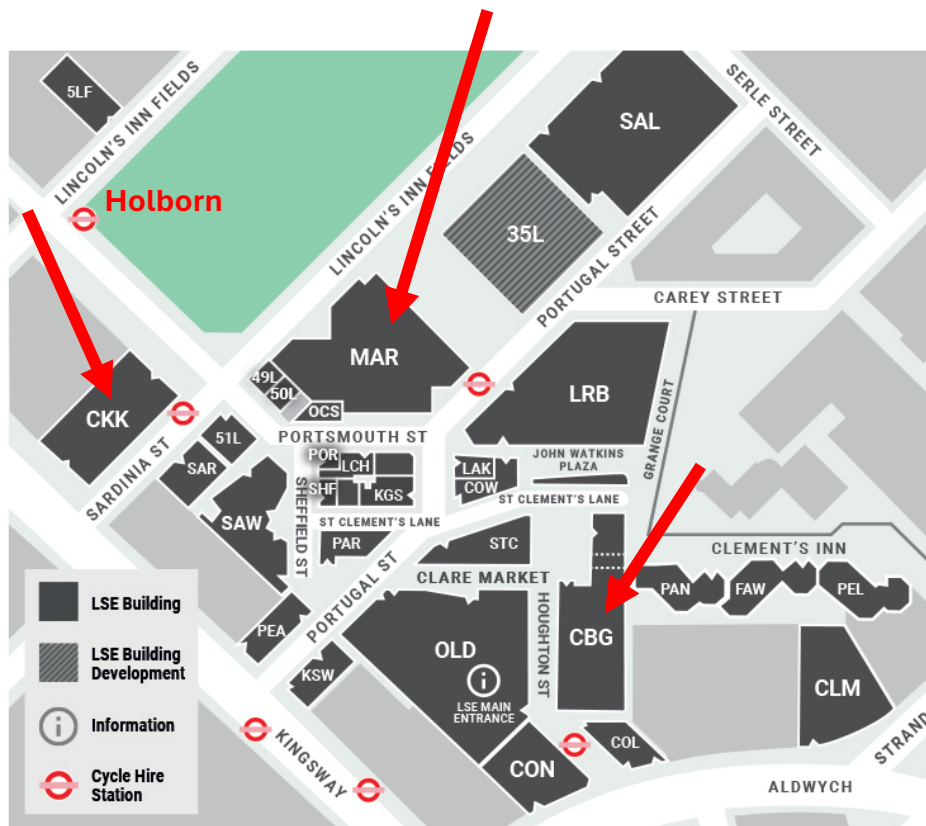 5LF
LINCOLN'S INN FIELDS
Holborn
LINCOLN'S INN FIELDS
SAL
SERLE STREET
35L
PORTUGAL STREET
CAREY STREET
MAR
49L
50L
OCS
LRB
GRANGE COURT
CKK
SARDINIA ST
51L
SAR
SAW
PORTSMOUTH ST
POR
LCH
SHF
KGS
SHEFFIELD ST
ST CLEMENT'S LANE
PAR
LAK
COW
JOHN WATKINS
PLAZA
ST CLEMENT'S LANE
STC
CLARE MARKET
PORTUGAL ST
CLEMENT'S INN
PAN
FAW
PEL
HOUGHTON ST
CBG
PEA
KSW
OLD
LSE MAIN
ENTRANCE
CLM
CON
COL
KINGSWAY
ALDWYCH
STRAND
LSE Building
LSE Building
Development
Information
Cycle Hire
Station